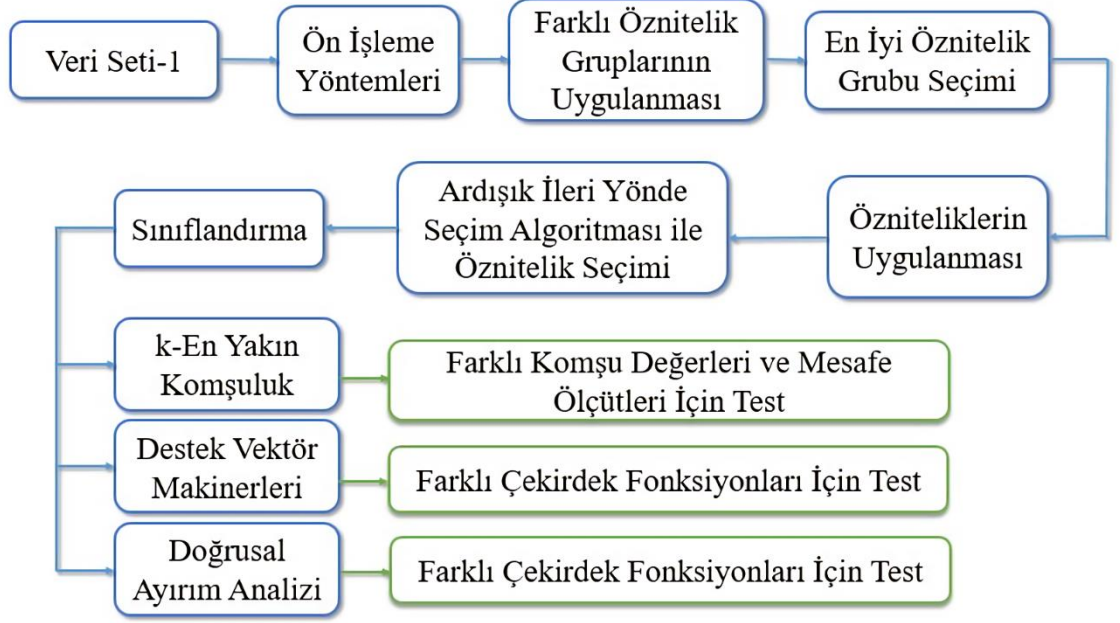 Veri Seti-1
Ön İşleme
Yöntemleri
Farklı Öznitelik
Gruplarının
Uygulanması
En İyi Öznitelik
Grubu Seçimi
Özniteliklerin
Uygulanması
Ardışık İleri Yönde
Seçim Algoritması ile
Öznitelik Seçimi
Sınıflandırma
k-En Yakın
Komşuluk
Farklı Komşu Değerleri ve Mesafe
Ölçütleri İçin Test
Destek Vektör
Makinerleri
Farklı Çekirdek Fonksiyonları İçin Test
Doğrusal
Ayırım Analizi
Farklı Çekirdek Fonksiyonları İçin Test